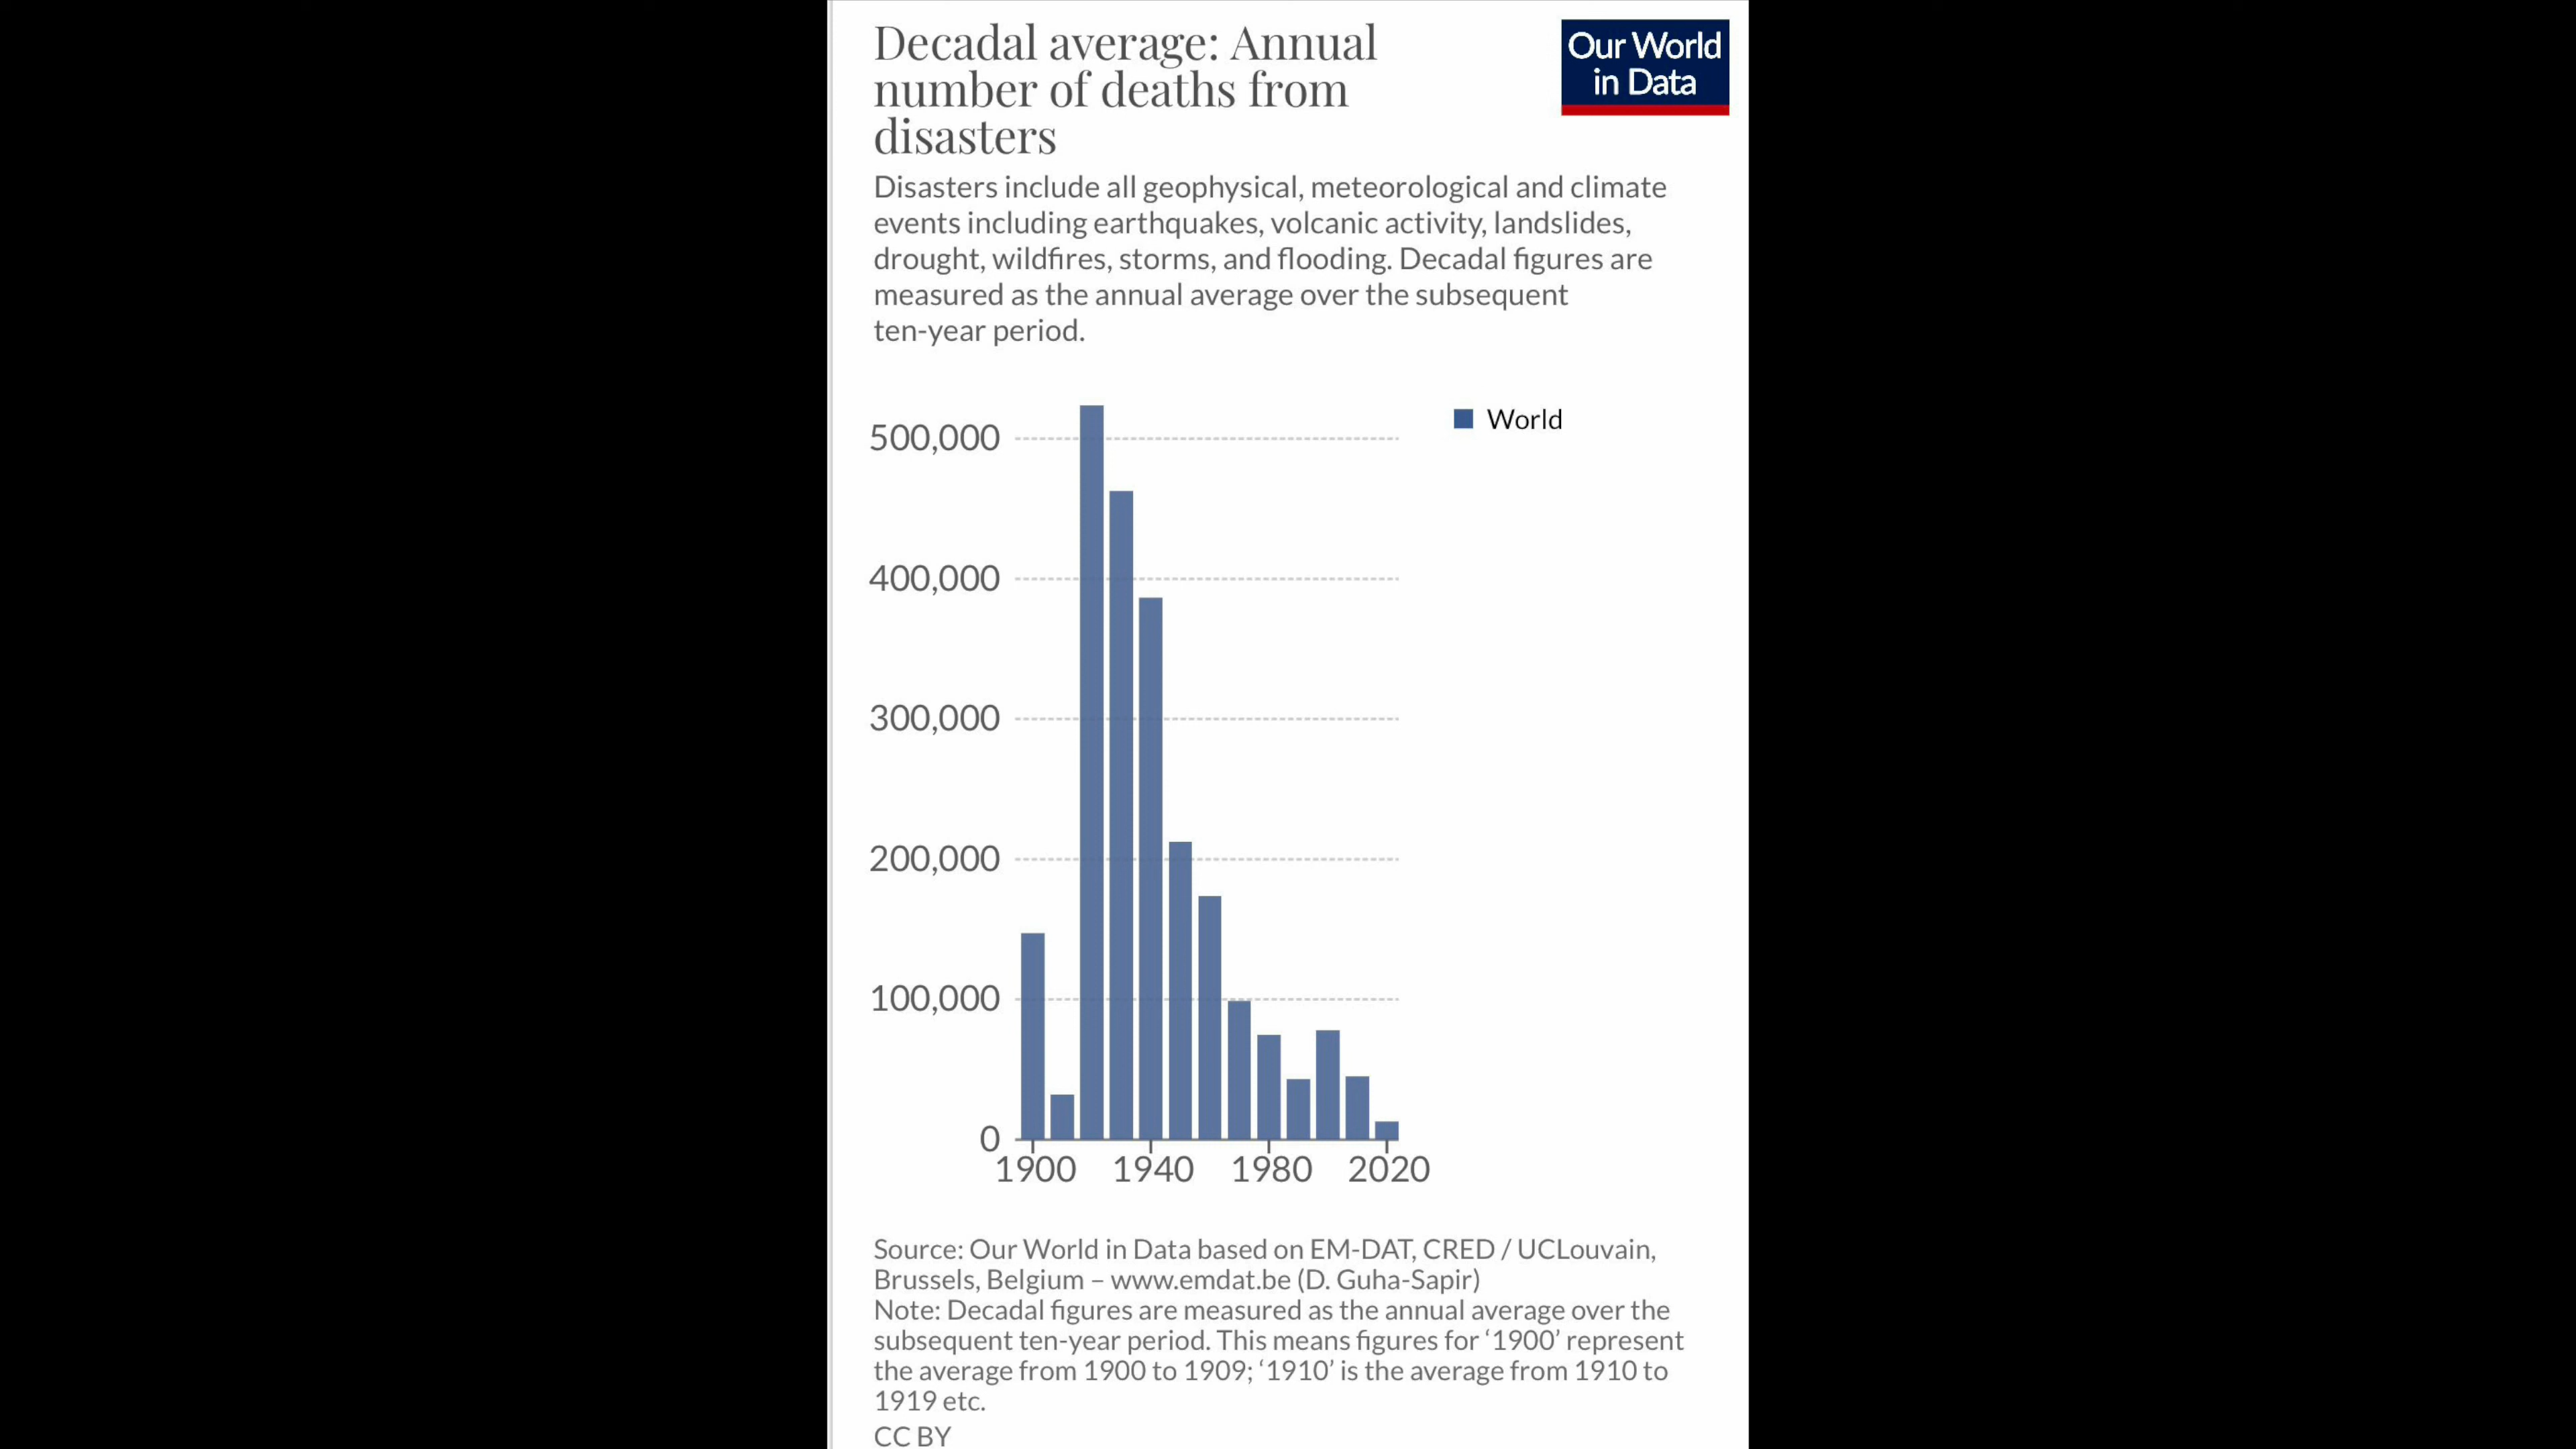 Decadal average: Annual
number of deaths from
disasters
Our World
in Data
Disasters include all geophysical, meteorological and climate
events including earthquakes, volcanic activity, landslides,
drought, wildfires, storms, and flooding. Decadal figures are
measured as the annual average over the subsequent
ten-year period.
World
500,000
400,000
300,000
200,000
100,000
0
1900 1940 1980 2020
Source: Our World in Data based on EM-DAT, CRED / UCLouvain,
Brussels, Belgium – www.emdat.be (D. Guha-Sapir)
Note: Decadal figures are measured as the annual average over the
subsequent ten-year period. This means figures for ‘1900’ represent
the average from 1900 to 1909; ‘1910’ is the average from 1910 to
1919 etc.
CC BY